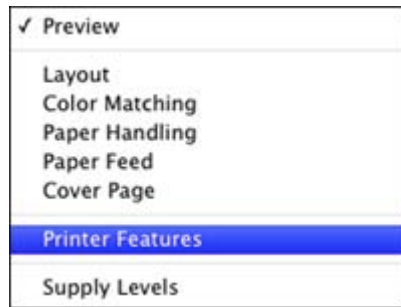 ✓ Preview
Layout
Color Matching
Paper Handling
Paper Feed
Cover Page
Printer Features
Supply Levels